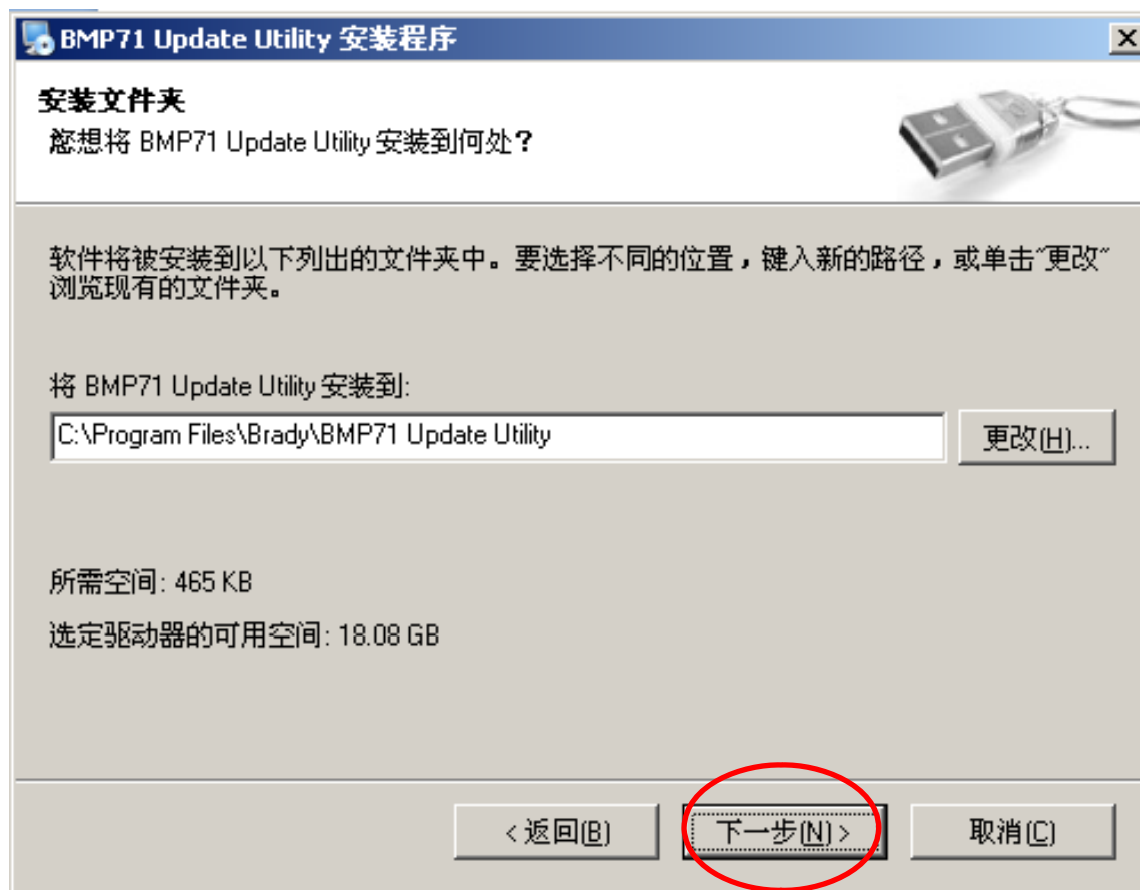 BMP71 Update Utility 安装程序
安装文件夹
您想将 BMP71 Update Utility 安装到何处?
软件将被安装到以下列出的文件夹中。要选择不同的位置，键入新的路径，或单击"更改"
浏览现有的文件夹。
将 BMP71 Update Utility 安装到:
C:\Program Files\Brady\BMP71 Update Utility
更改(H)...
所需空间: 465 KB
选定驱动器的可用空间: 18.08 GB
< 返回(B)
下一步(N) >
取消(C)